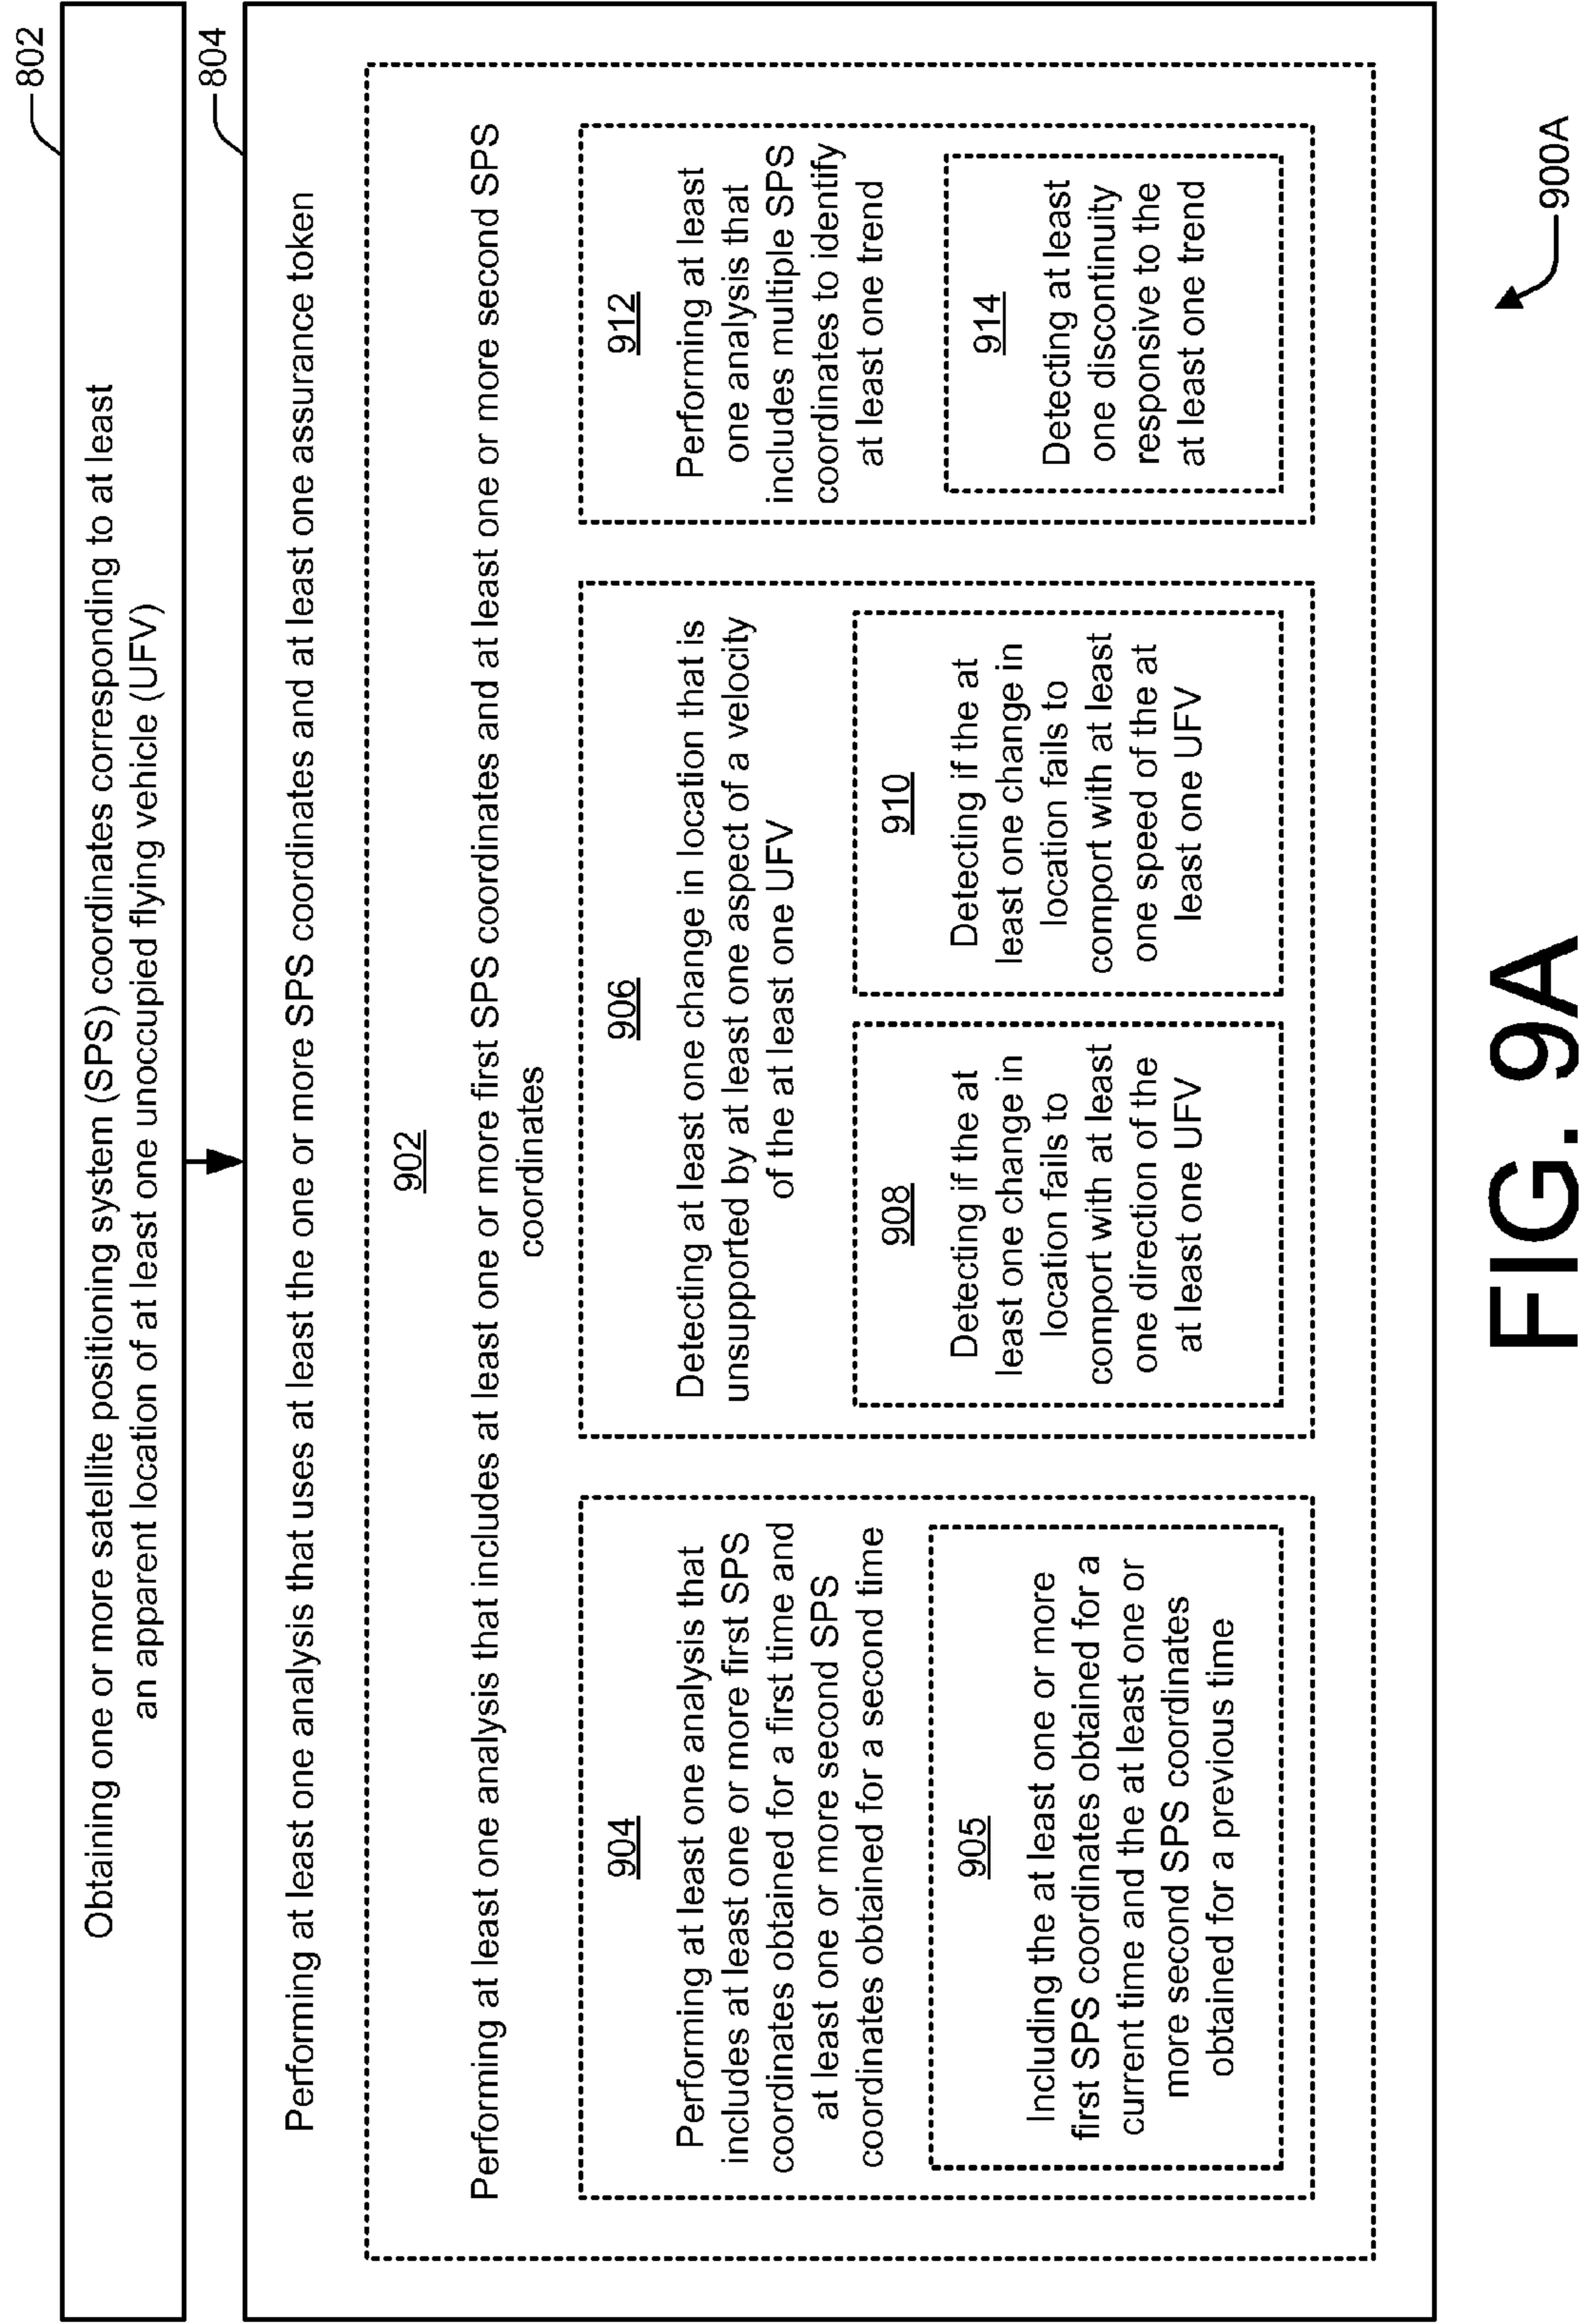 802
Obtaining one or more satellite positioning system (SPS) coordinates corresponding to at least
an apparent location of at least one unoccupied flying vehicle (UFV)
804
Performing at least one analysis that uses at least the one or more SPS coordinates and at least one assurance token
902
Performing at least one analysis that includes at least one or more first SPS coordinates and at least one or more second SPS
coordinates
904
Performing at least one analysis that
includes at least one or more first SPS
coordinates obtained for a first time and
at least one or more second SPS
coordinates obtained for a second time
905
Including the at least one or more
first SPS coordinates obtained for a
current time and the at least one or
more second SPS coordinates
obtained for a previous time
906
Detecting at least one change in location that is
unsupported by at least one aspect of a velocity
of the at least one UFV
908
Detecting if the at
least one change in
location fails to
comport with at least
one direction of the
at least one UFV
910
Detecting if the at
least one change in
location fails to
comport with at least
one speed of the at
least one UFV
912
Performing at least
one analysis that
includes multiple SPS
coordinates to identify
at least one trend
914
Detecting at least
one discontinuity
responsive to the
at least one trend
900A
FIG. 9A